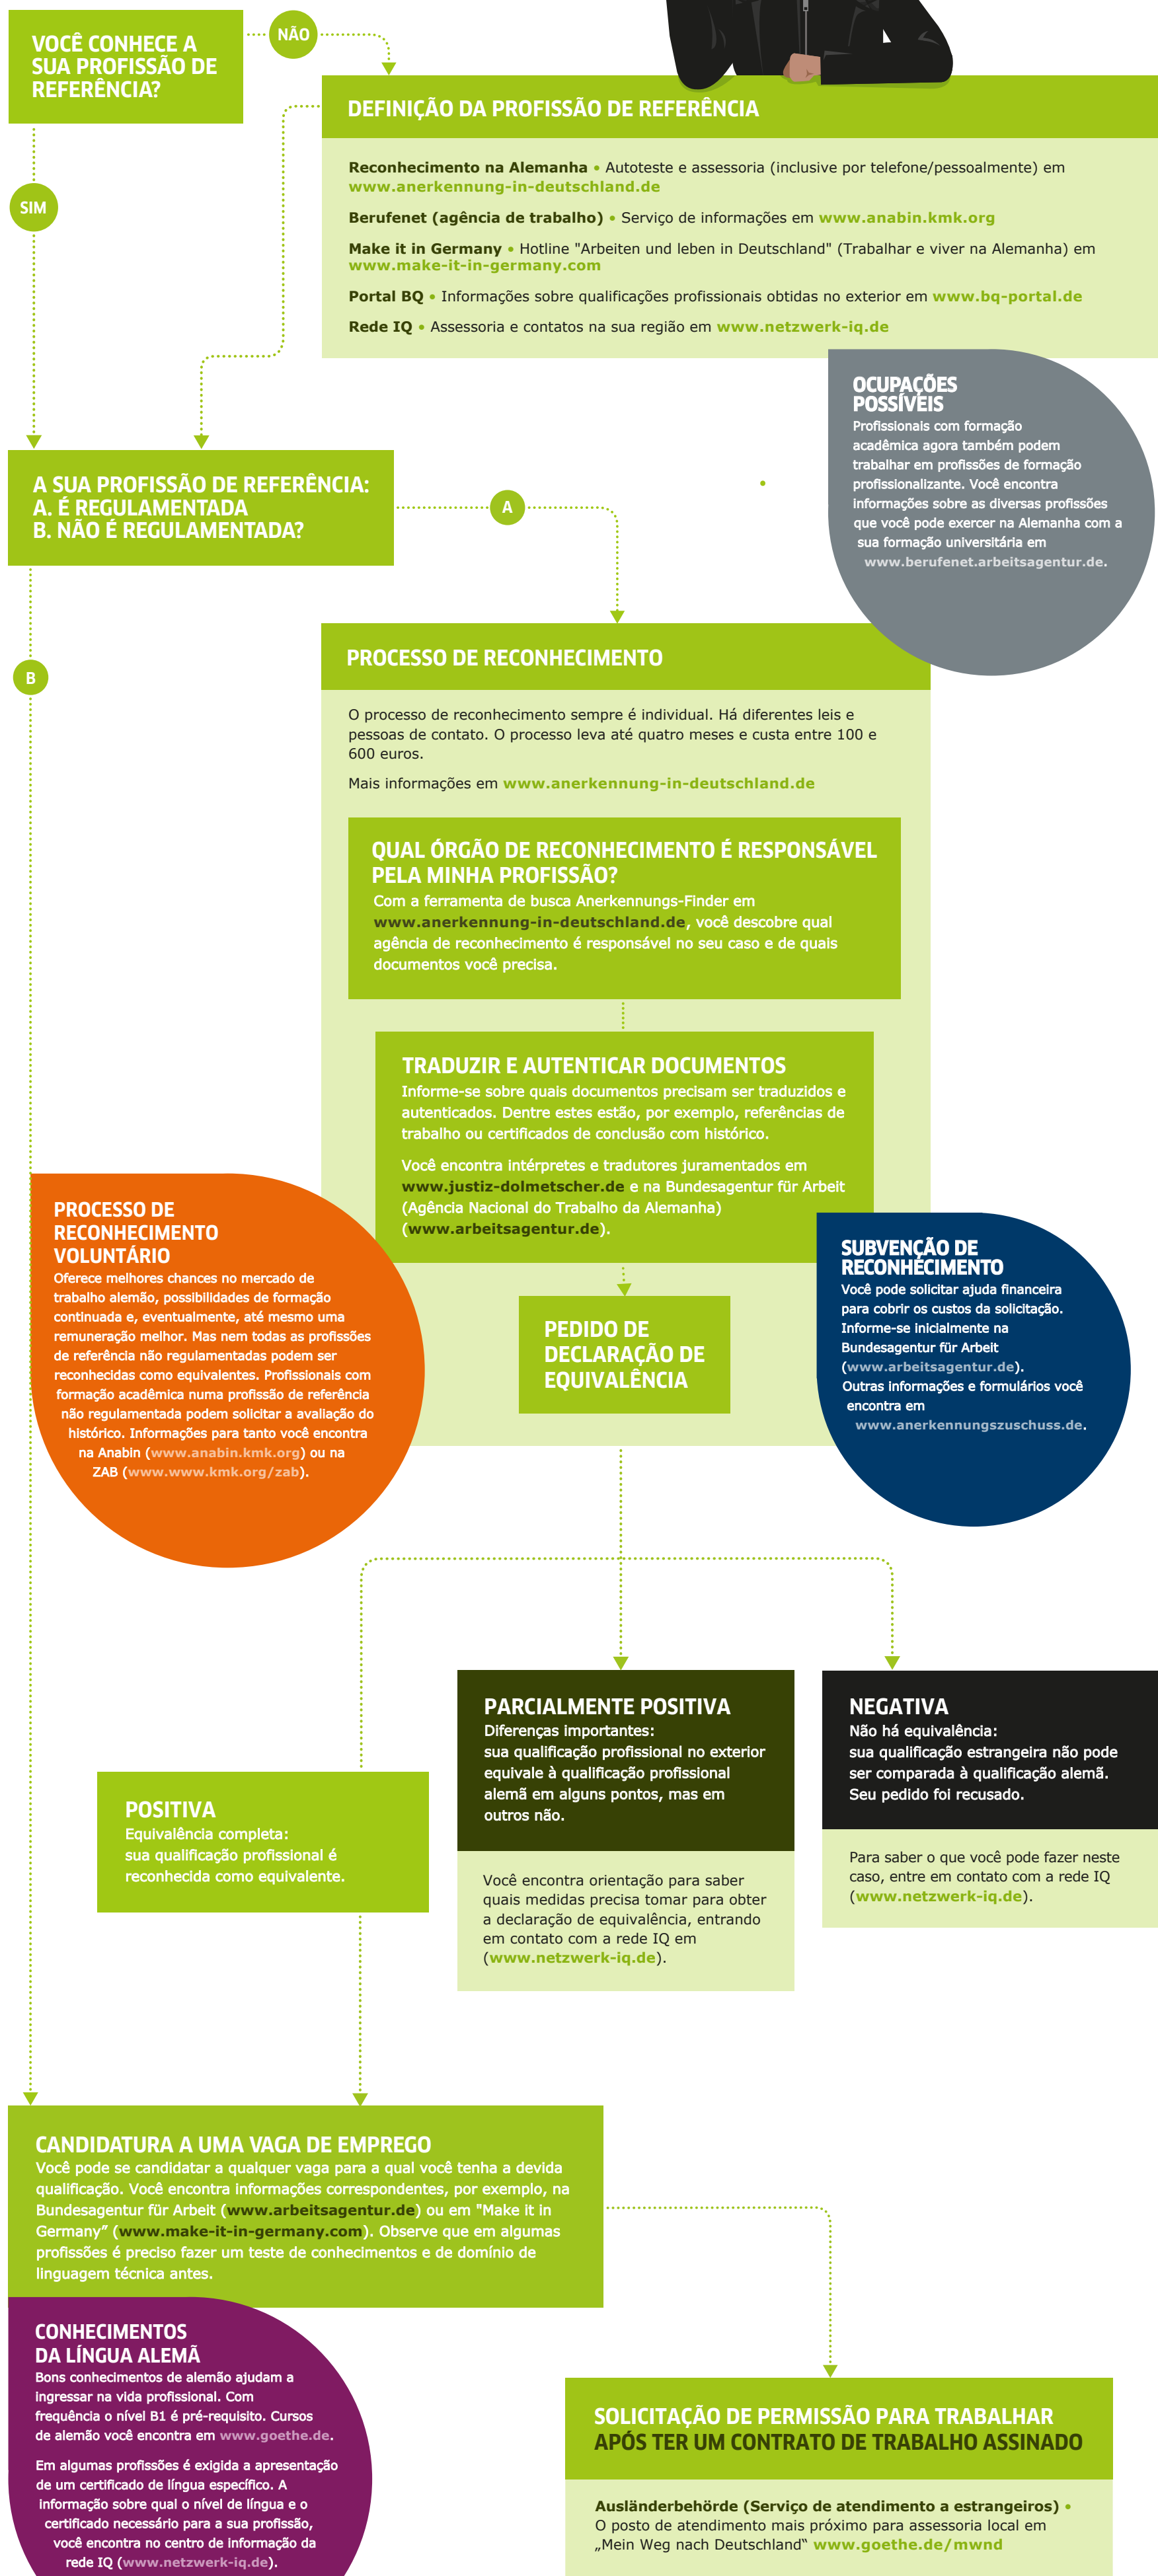 VOCÊ CONHECE A
SUA PROFISSÃO DE
REFERÊNCIA?
NÃO
SIM
DEFINIÇÃO DA PROFISSÃO DE REFERÊNCIA
Reconhecimento na Alemanha • Autoteste e assessoria (inclusive por telefone/pessoalmente) em
www.anerkennung-in-deutschland.de
Berufenet (agência de trabalho) • Serviço de informações em www.anabin.kmk.org
Make it in Germany • Hotline "Arbeiten und leben in Deutschland" (Trabalhar e viver na Alemanha) em
www.make-it-in-germany.com
Portal BQ • Informações sobre qualificações profissionais obtidas no exterior em www.bq-portal.de
Rede IQ • Assessoria e contatos na sua região em www.netzwerk-iq.de
OCUPAÇÕES
POSSÍVEIS
Profissionais com formação
acadêmica agora também podem
trabalhar em profissões de formação
profissionalizante. Você encontra
informações sobre as diversas profissões
que você pode exercer na Alemanha com a
sua formação universitária em
www.berufenet.arbeitsagentur.de.
A SUA PROFISSÃO DE REFERÊNCIA:
A. É REGULAMENTADA
B. NÃO É REGULAMENTADA?
A
•
B
PROCESSO DE RECONHECIMENTO
O processo de reconhecimento sempre é individual. Há diferentes leis e
pessoas de contato. O processo leva até quatro meses e custa entre 100 e
600 euros.
Mais informações em www.anerkennung-in-deutschland.de
QUAL ÓRGÃO DE RECONHECIMENTO É RESPONSÁVEL
PELA MINHA PROFISSÃO?
Com a ferramenta de busca Anerkennungs-Finder em
www.anerkennung-in-deutschland.de, você descobre qual
agência de reconhecimento é responsável no seu caso e de quais
documentos você precisa.
TRADUZIR E AUTENTICAR DOCUMENTOS
Informe-se sobre quais documentos precisam ser traduzidos e
autenticados. Dentre estes estão, por exemplo, referências de
trabalho ou certificados de conclusão com histórico.
Você encontra intérpretes e tradutores juramentados em
www.justiz-dolmetscher.de e na Bundesagentur für Arbeit
(Agência Nacional do Trabalho da Alemanha)
(www.arbeitsagentur.de).
PROCESSO DE
RECONHECIMENTO
VOLUNTÁRIO
Oferece melhores chances no mercado de
trabalho alemão, possibilidades de formação
continuada e, eventualmente, até mesmo uma
remuneração melhor. Mas nem todas as profissões
de referência não regulamentadas podem ser
reconhecidas como equivalentes. Profissionais com
formação acadêmica numa profissão de referência
não regulamentada podem solicitar a avaliação do
histórico. Informações para tanto você encontra
na Anabin (www.anabin.kmk.org) ou na
ZAB (www.www.kmk.org/zab).
SUBVENÇÃO DE
RECONHECIMENTO
Você pode solicitar ajuda financeira
para cobrir os custos da solicitação.
Informe-se inicialmente na
Bundesagentur für Arbeit
(www.arbeitsagentur.de).
Outras informações e formulários você
encontra em
www.anerkennungszuschuss.de.
PEDIDO DE
DECLARAÇÃO DE
EQUIVALÊNCIA
POSITIVA
Equivalência completa:
sua qualificação profissional é
reconhecida como equivalente.
PARCIALMENTE POSITIVA
Diferenças importantes:
sua qualificação profissional no exterior
equivale à qualificação profissional
alemã em alguns pontos, mas em
outros não.
Você encontra orientação para saber
quais medidas precisa tomar para obter
a declaração de equivalência, entrando
em contato com a rede IQ em
(www.netzwerk-iq.de).
NEGATIVA
Não há equivalência:
sua qualificação estrangeira não pode
ser comparada à qualificação alemã.
Seu pedido foi recusado.
Para saber o que você pode fazer neste
caso, entre em contato com a rede IQ
(www.netzwerk-iq.de).
CANDIDATURA A UMA VAGA DE EMPREGO
Você pode se candidatar a qualquer vaga para a qual você tenha a devida
qualificação. Você encontra informações correspondentes, por exemplo, na
Bundesagentur für Arbeit (www.arbeitsagentur.de) ou em "Make it in
Germany” (www.make-it-in-germany.com). Observe que em algumas
profissões é preciso fazer um teste de conhecimentos e de domínio de
linguagem técnica antes.
CONHECIMENTOS
DA LÍNGUA ALEMÃ
Bons conhecimentos de alemão ajudam a
ingressar na vida profissional. Com
frequência o nível B1 é pré-requisito. Cursos
de alemão você encontra em www.goethe.de.
Em algumas profissões é exigida a apresentação
de um certificado de língua específico. A
informação sobre qual o nível de língua e o
certificado necessário para a sua profissão,
você encontra no centro de informação da
rede IQ (www.netzwerk-iq.de).
SOLICITAÇÃO DE PERMISSÃO PARA TRABALHAR
APÓS TER UM CONTRATO DE TRABALHO ASSINADO
Ausländerbehörde (Serviço de atendimento a estrangeiros) •
O posto de atendimento mais próximo para assessoria local em
„Mein Weg nach Deutschland“ www.goethe.de/mwnd